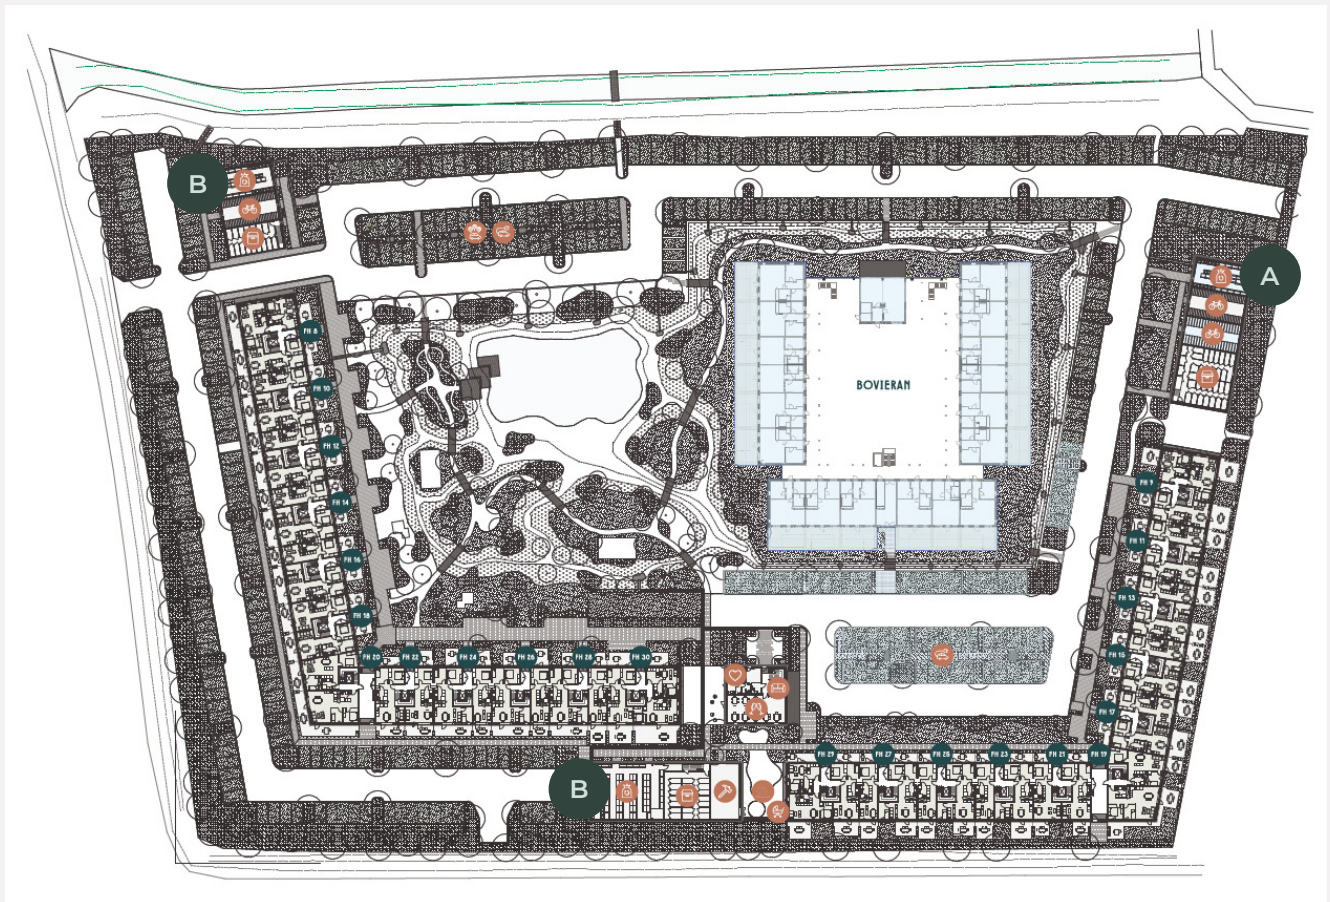 B
A
BOVIERAN
FH 8
FH 10
FH 12
FH 14
FH 16
FH 18
FH 20
FH 22
FH 24
FH 26
FH 28
FH 30
FH 9
FH 11
FH 13
FH 15
FH 17
FH 29
FH 27
FH 25
FH 23
FH 21
FH 19
B